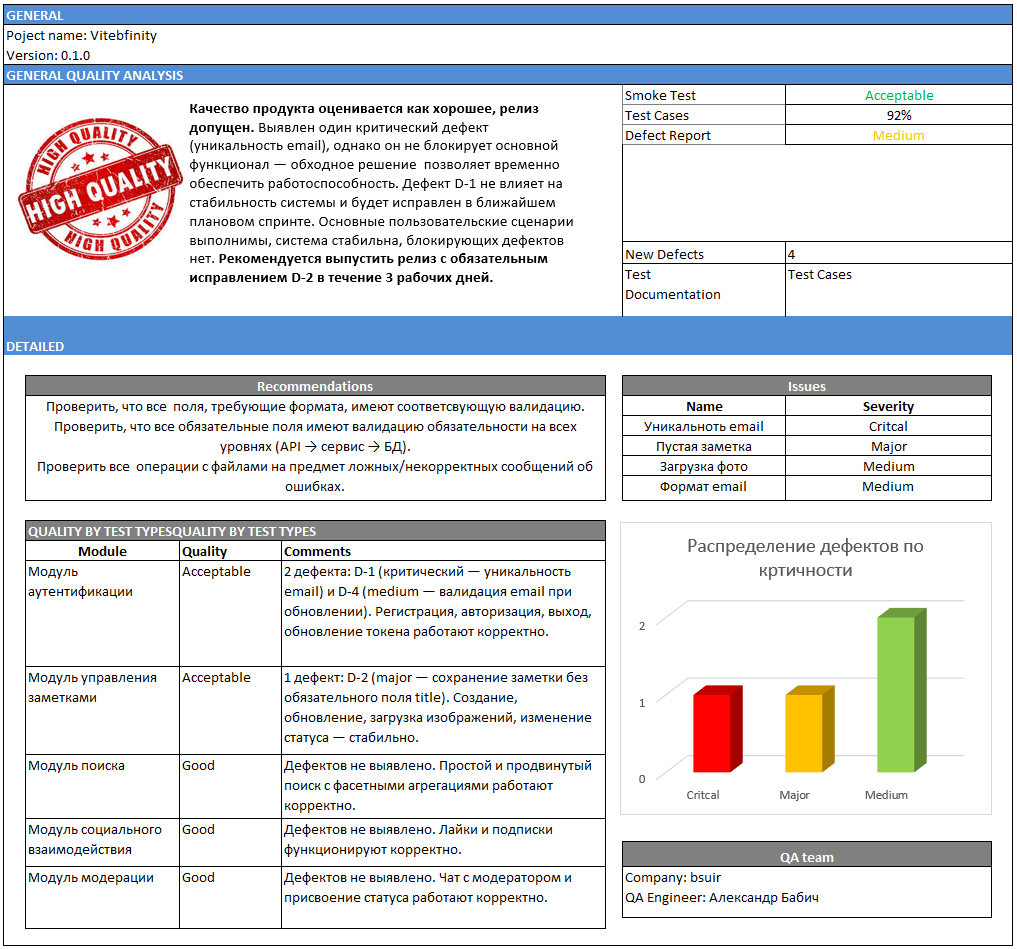 GENERAL
Poject name: Vitebfinity
Version: 0.1.0
GENERAL QUALITY ANALYSIS
HIGH QUALITY
HIGH QUALITY
HIGH QUALITY
Качество продукта оценивается как хорошее, релиз
допущен. Выявлен один критический дефект
(уникальность email), однако он не блокирует основной
функционал — обходное решение позволяет временно
обеспечить работоспособность. Дефект D-1 не влияет на
стабильность системы и будет исправлен в ближайшем
плановом спринте. Основные пользовательские сценарии
выполнимы, система стабильна, блокирующих дефектов
нет. Рекомендуется выпустить релиз с обязательным
исправлением D-2 в течение 3 рабочих дней.
Smoke Test Acceptable
Test Cases 92%
Defect Report Medium
New Defects 4
Test Test Cases
Documentation
DETAILED
Recommendations
Проверить, что все поля, требующие формата, имеют соответсвующую валидацию.
Проверить, что все обязательные поля имеют валидацию обязательности на всех
уровнях (API → сервис → БД).
Проверить все операции с файлами на предмет ложных/некорректных сообщений об
ошибках.
Issues
Name Severity
Уникальноть email Critcal
Пустая заметка Major
Загрузка фото Medium
Формат email Medium
QUALITY BY TEST TYPESQUALITY BY TEST TYPES
Module Quality Comments
Модуль Acceptable 2 дефекта: D-1 (критический — уникальность
аутентификации email) и D-4 (medium — валидация email при
обновлении). Регистрация, авторизация, выход,
обновление токена работают корректно.
Модуль управления Acceptable 1 дефект: D-2 (major — сохранение заметки без
заметками обязательного поля title). Создание,
обновление, загрузка изображений, изменение
статуса — стабильно.
Модуль поиска Good Дефектов не выявлено. Простой и продвинутый
поиск с фасетными агрегациями работают
корректно.
Модуль социального Good Дефектов не выявлено. Лайки и подписки
взаимодействия функционируют корректно.
Модуль модерации Good Дефектов не выявлено. Чат с модератором и
присвоение статуса работают корректно.
Распределение дефектов по
кртичности
2
1
0
Critcal Major Medium
QA team
Company: bsuir
QA Engineer: Александр Бабич